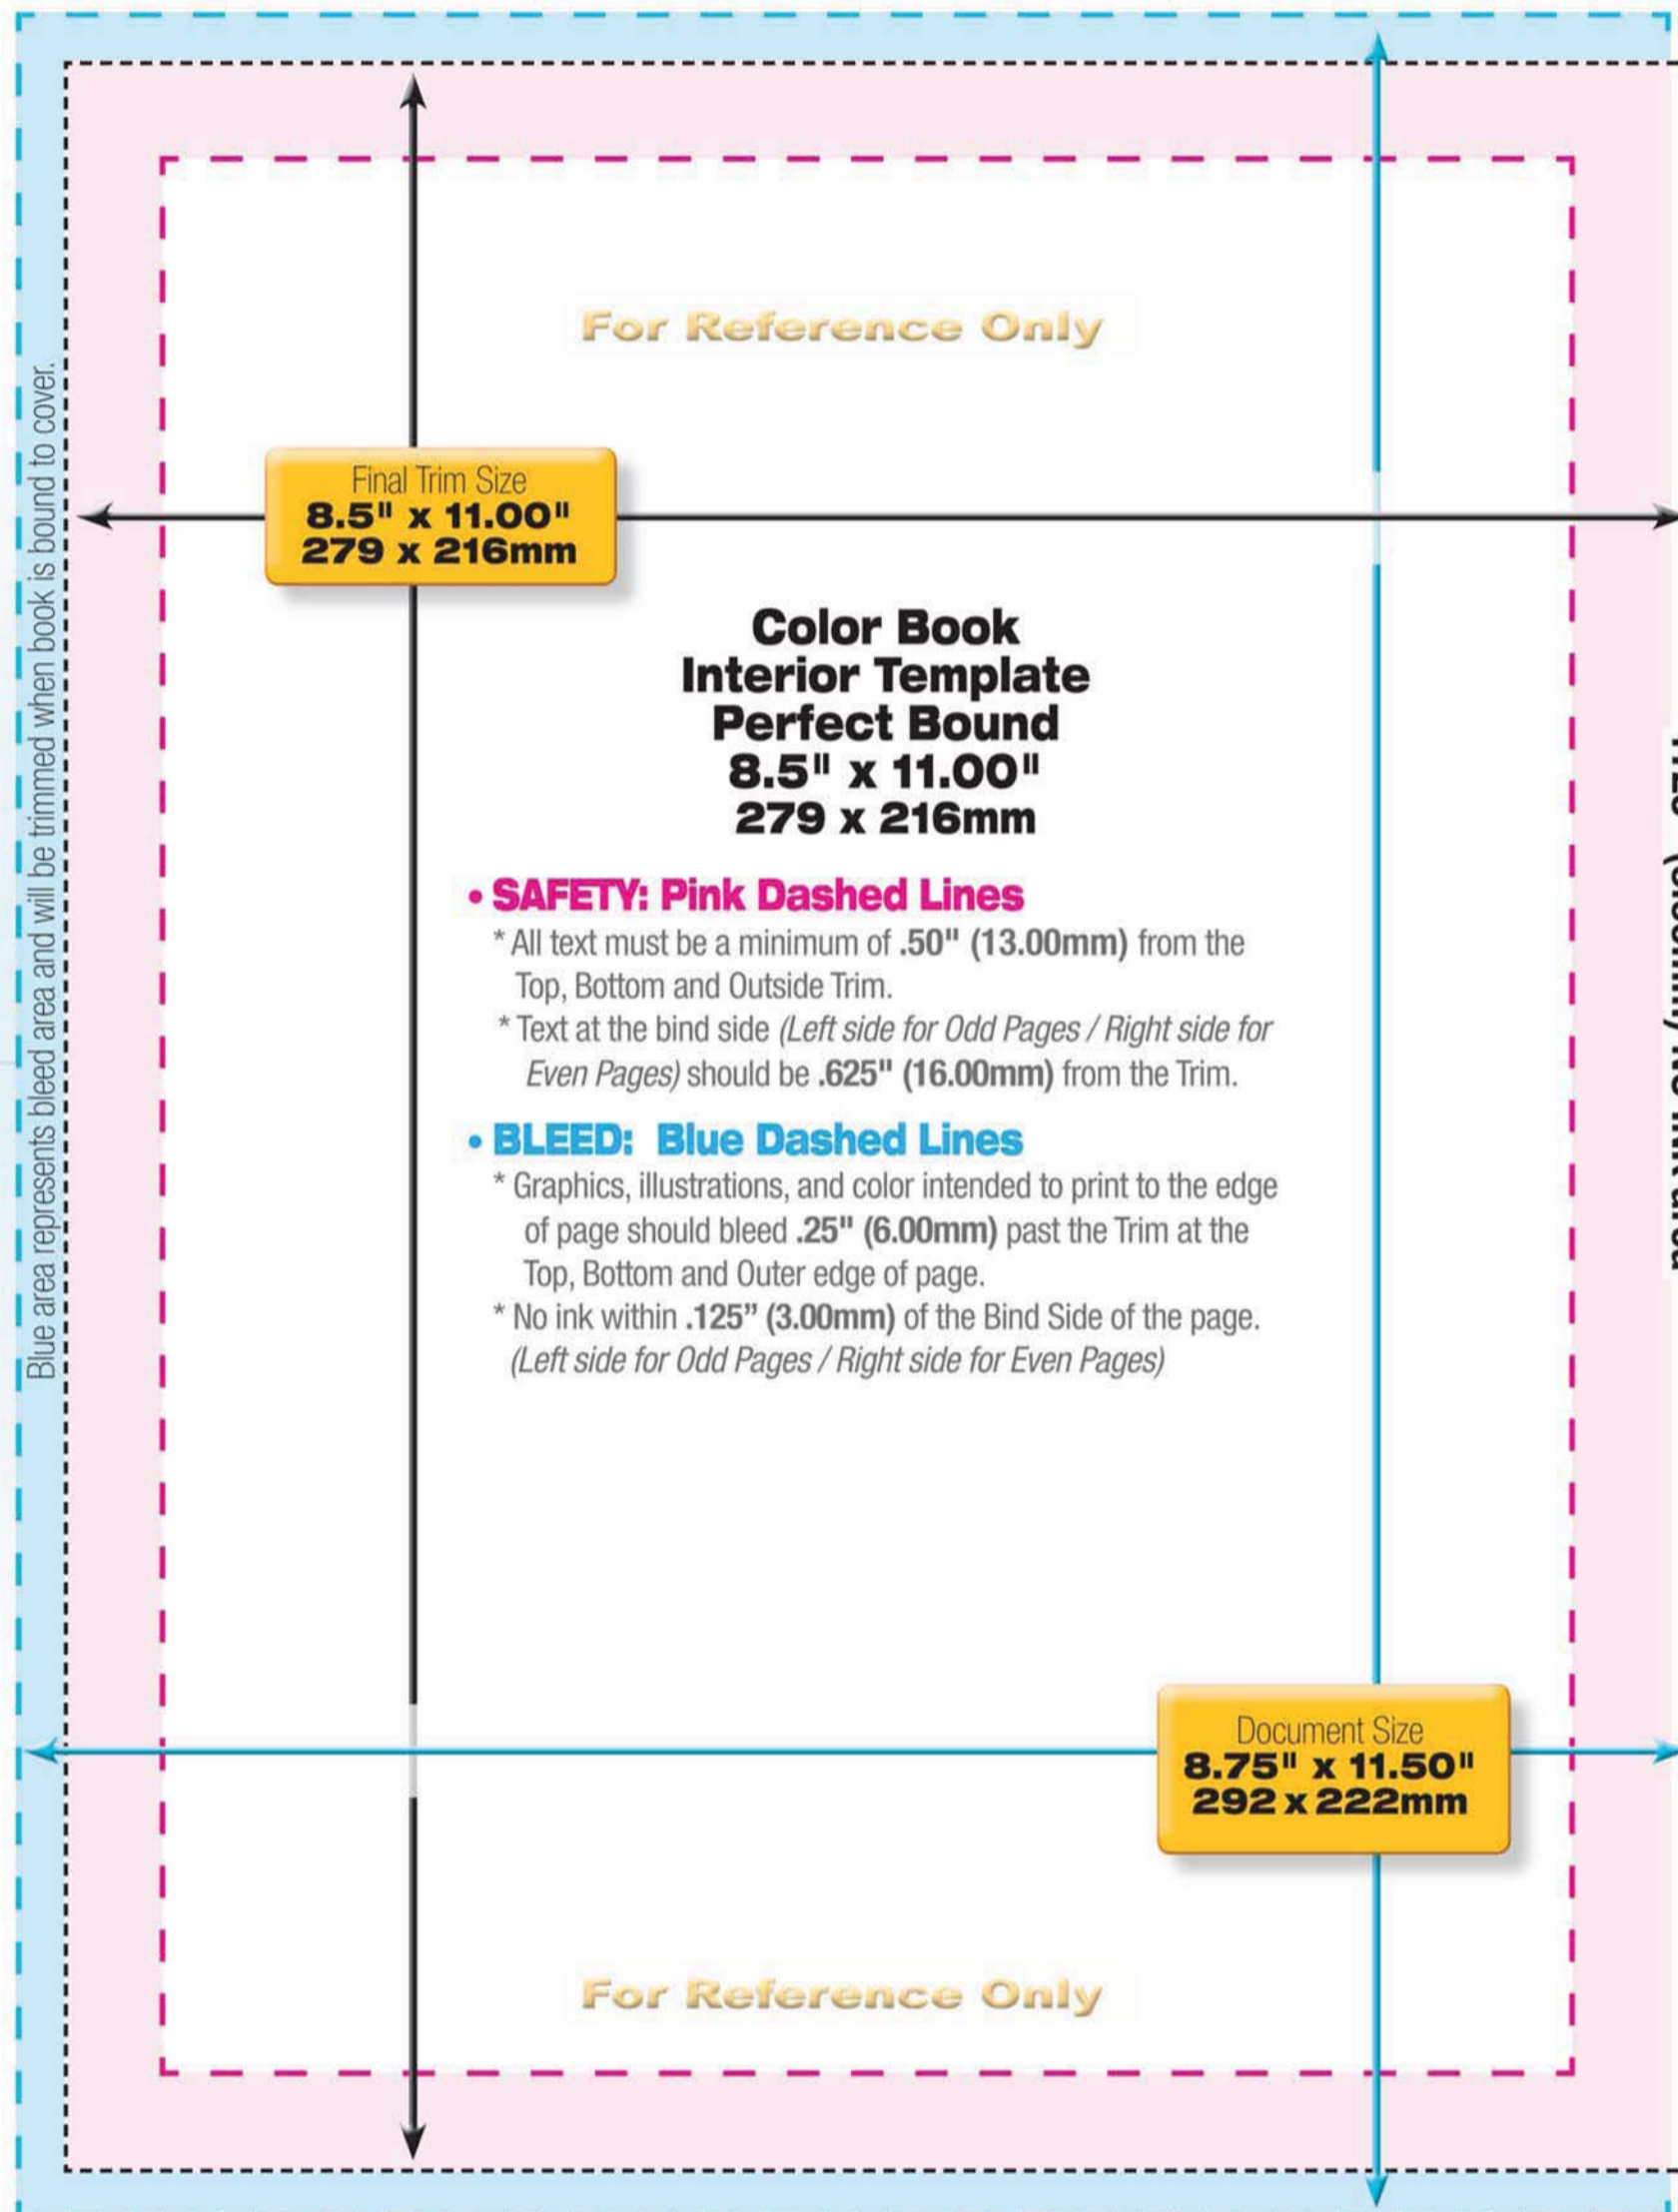 For Reference Only
Final Trim Size
8.5" x 11.00"
279 x 216mm
Color Book
Interior Template
Perfect Bound
8.5" x 11.00"
279 x 216mm
• SAFETY: Pink Dashed Lines
* All text must be a minimum of .50" (13.00mm) from the
Top, Bottom and Outside Trim.
* Text at the bind side (Left side for Odd Pages / Right side for
Even Pages) should be .625" (16.00mm) from the Trim.
• BLEED: Blue Dashed Lines
* Graphics, illustrations, and color intended to print to the edge
of page should bleed .25" (6.00mm) past the Trim at the
Top, Bottom and Outer edge of page.
* No ink within .125” (3.00mm) of the Bind Side of the page.
(Left side for Odd Pages / Right side for Even Pages)
Document Size
8.75" x 11.50"
292 x 222mm
For Reference Only
Blue area represents bleed area and will be trimmed when book is bound to cover.